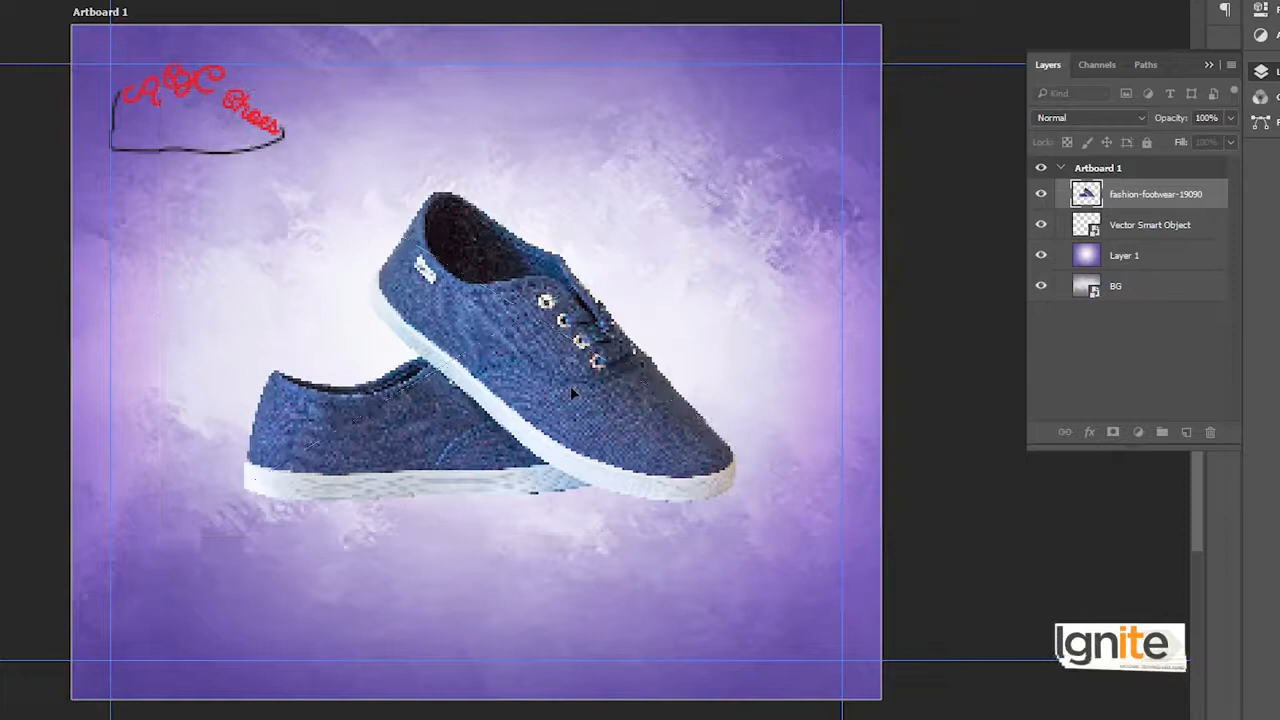 Artboard 1
ABC Shoes
Layers Channels Paths
Kind
Normal Opacity: 100%
Lock: Fill: 100%
Artboard 1
fashion-footwear-19090
Vector Smart Object
Layer 1
BG
Ignite